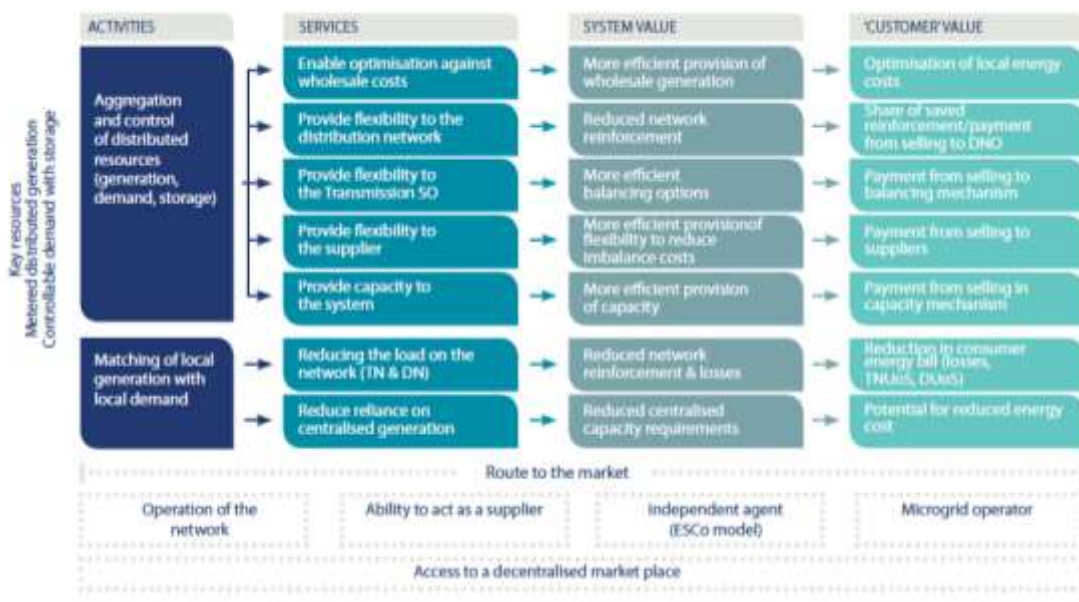 ACTIVITIES
SERVICES
SYSTEM VALUE
'CUSTOMER' VALUE
Key resources
Metered distributed generation
Controllable demand with storage
Aggregation
and control
of distributed
resources
(generation,
demand, storage)
Enable optimisation against
wholesale costs
More efficient provision of
wholesale generation
Optimisation of local energy
costs
Provide flexibility to the
distribution network
Reduced network
reinforcement
Share of saved
reinforcement/payment
from selling to DNO
Provide flexibility to
the Transmission SO
More efficient
balancing options
Payment from selling to
balancing mechanism
Provide flexibility to
the supplier
More efficient provisionof
flexibility to reduce
imbalance costs
Payment from selling to
suppliers
Provide capacity to
the system
More efficient provision
of capacity
Payment from selling in
capacity mechanism
Matching of local
generation with
local demand
Reducing the load on the
network (TN & DN)
Reduced network
reinforcement & losses
Reduction in consumer
energy bill (losses,
TNUoS, DUoS)
Reduce reliance on
centralised generation
Reduced centralised
capacity requirements
Potential for reduced energy
cost
Route to the market
Operation of the
network
Ability to act as a supplier
Independent agent
(ESCo model)
Microgrid operator
Access to a decentralised market place